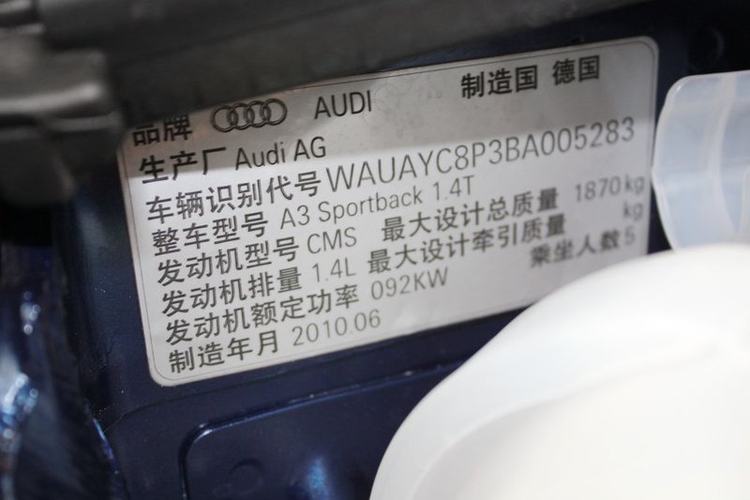 品牌 AUDI 制造国 德国
生产厂 Audi AG
车辆识别代号 WAUAYC8P3BA005283
整车型号 A3 Sportback 1.4T
发动机型号 CMS 最大设计总质量 1870 kg
发动机排量 1.4L 最大设计牵引质量 kg
发动机额定功率 092KW 乘坐人数 5
制造年月 2010.06